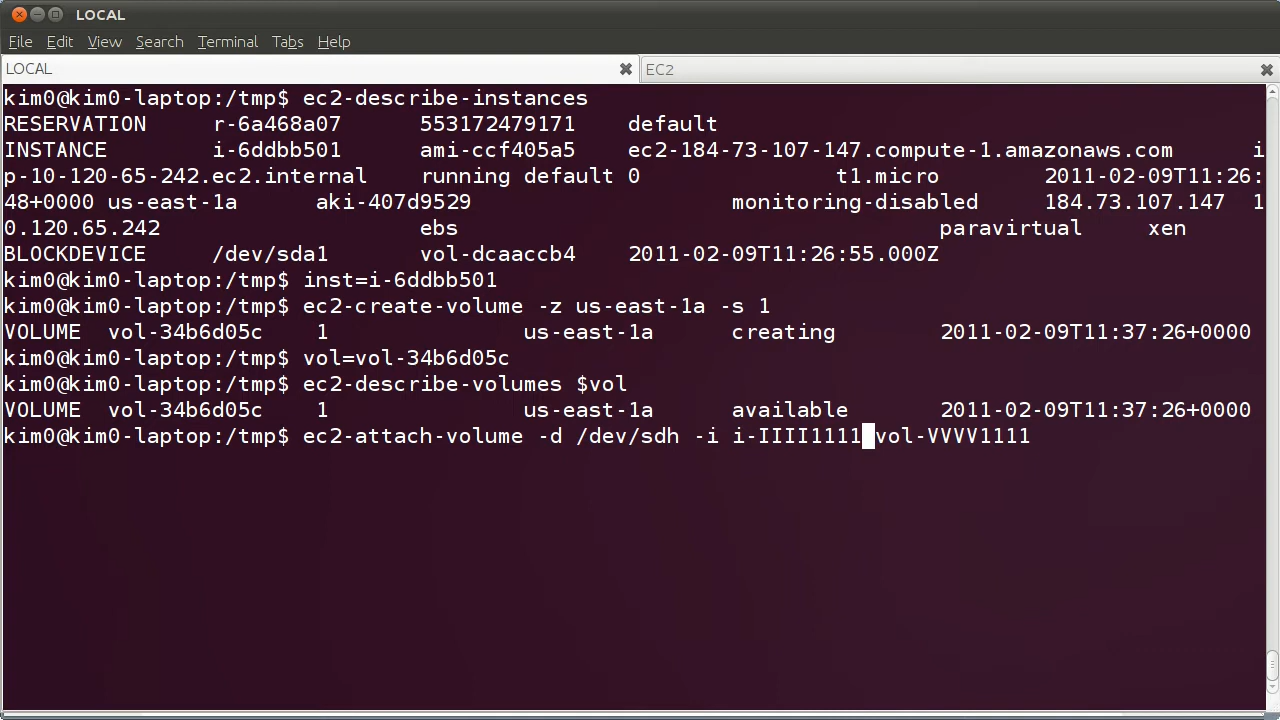 LOCAL
File Edit View Search Terminal Tabs Help
LOCAL EC2
kim0@kim0-laptop:/tmp$ ec2-describe-instances
RESERVATION r-6a468a07 553172479171 default
INSTANCE i-6ddbb501 ami-ccf405a5 ec2-184-73-107-147.compute-1.amazonaws.com i
p-10-120-65-242.ec2.internal running default 0 t1.micro 2011-02-09T11:26:
48+0000 us-east-1a aki-407d9529 monitoring-disabled 184.73.107.147 1
0.120.65.242 ebs paravirtual xen
BLOCKDEVICE /dev/sda1 vol-dcaaccb4 2011-02-09T11:26:55.000Z
kim0@kim0-laptop:/tmp$ inst=i-6ddbb501
kim0@kim0-laptop:/tmp$ ec2-create-volume -z us-east-1a -s 1
VOLUME vol-34b6d05c 1 us-east-1a creating 2011-02-09T11:37:26+0000
kim0@kim0-laptop:/tmp$ vol=vol-34b6d05c
kim0@kim0-laptop:/tmp$ ec2-describe-volumes $vol
VOLUME vol-34b6d05c 1 us-east-1a available 2011-02-09T11:37:26+0000
kim0@kim0-laptop:/tmp$ ec2-attach-volume -d /dev/sdh -i i-IIII1111 vol-VVVV1111